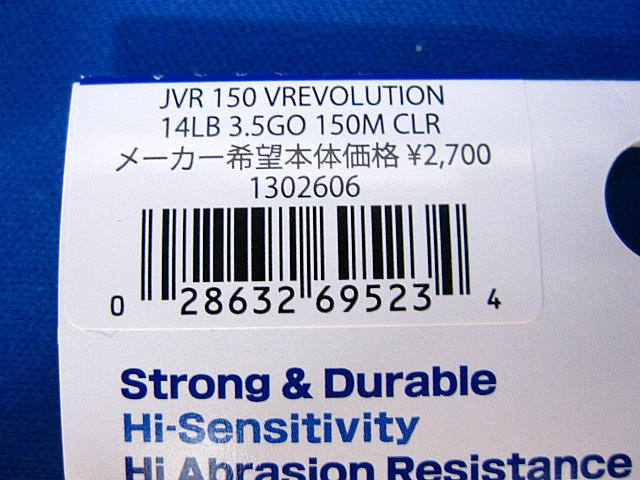 JVR 150 VREVOLUTION
14LB 3.5GO 150M CLR
メーカー希望本体価格 ¥2,700
1302606
0 28632 69523 4
Strong & Durable
Hi-Sensitivity
Hi Abrasion Resistance